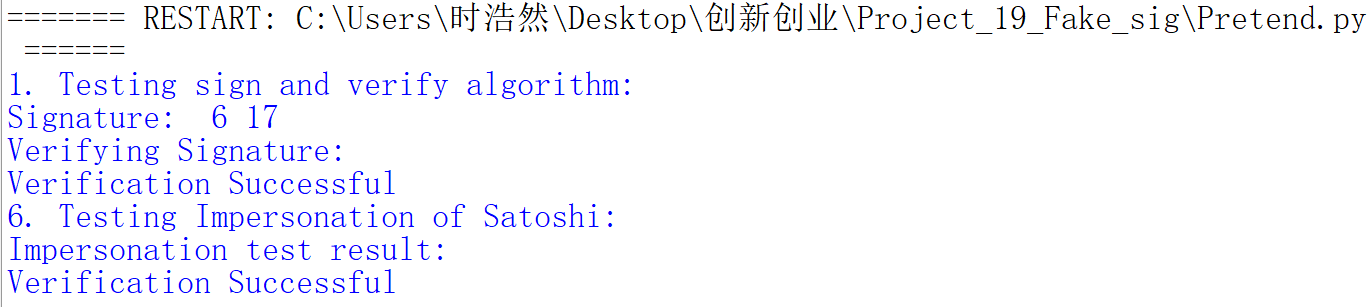 ======= RESTART: C:\Users\时浩然\Desktop\创新创业\Project_19_Fake_sig\Pretend.py
======
1. Testing sign and verify algorithm:
Signature:  6 17
Verifying Signature:
Verification Successful
6. Testing Impersonation of Satoshi:
Impersonation test result:
Verification Successful